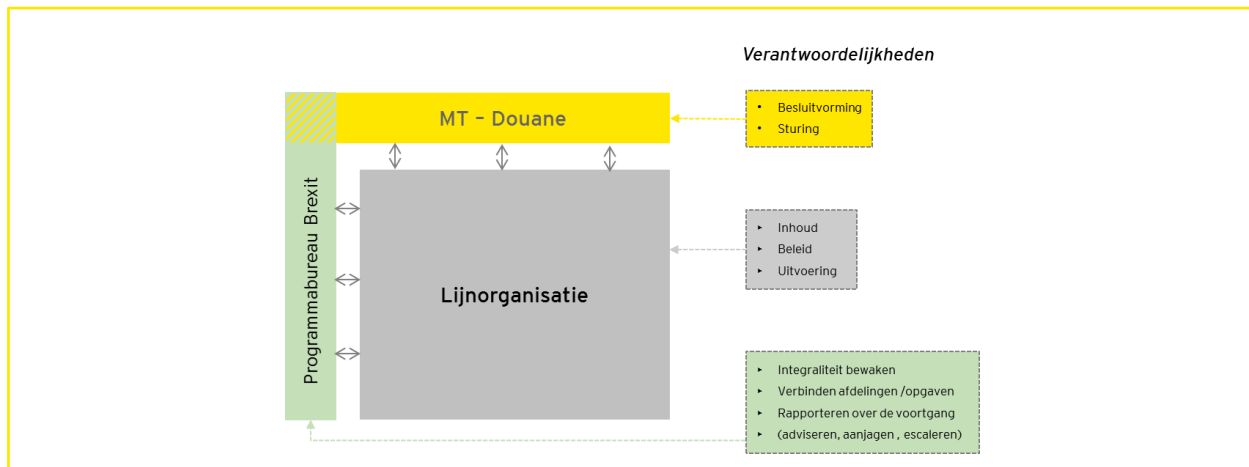 Verantwoordelijkheden
MT – Douane
• Besluitvorming
• Sturing
Programmabureau Brexit
Lijnorganisatie
▸ Inhoud
▸ Beleid
▸ Uitvoering
▸ Integraliteit bewaken
▸ Verbinden afdelingen /opgaven
▸ Rapporteren over de voortgang
▸ (adviseren, aanjagen , escaleren)